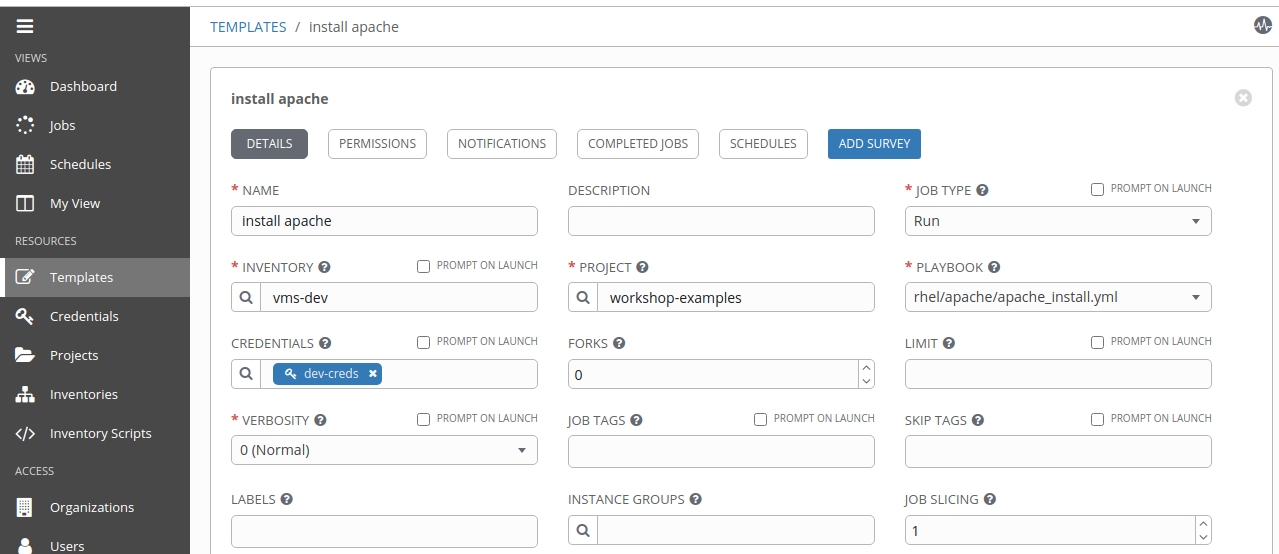 TEMPLATES / install apache
VIEWS
Dashboard
Jobs
Schedules
My View
RESOURCES
Templates
Credentials
Projects
Inventories
Inventory Scripts
ACCESS
Organizations
Users
install apache
DETAILS PERMISSIONS NOTIFICATIONS COMPLETED JOBS SCHEDULES ADD SURVEY
* NAME DESCRIPTION * JOB TYPE ? PROMPT ON LAUNCH
install apache Run
* INVENTORY ? PROMPT ON LAUNCH * PROJECT ? * PLAYBOOK ?
vms-dev workshop-examples rhel/apache/apache_install.yml
CREDENTIALS ? PROMPT ON LAUNCH FORKS ? LIMIT ? PROMPT ON LAUNCH
dev-creds 0
* VERBOSITY ? PROMPT ON LAUNCH JOB TAGS ? PROMPT ON LAUNCH SKIP TAGS ? PROMPT ON LAUNCH
0 (Normal)
LABELS ? INSTANCE GROUPS ? JOB SLICING ?
1